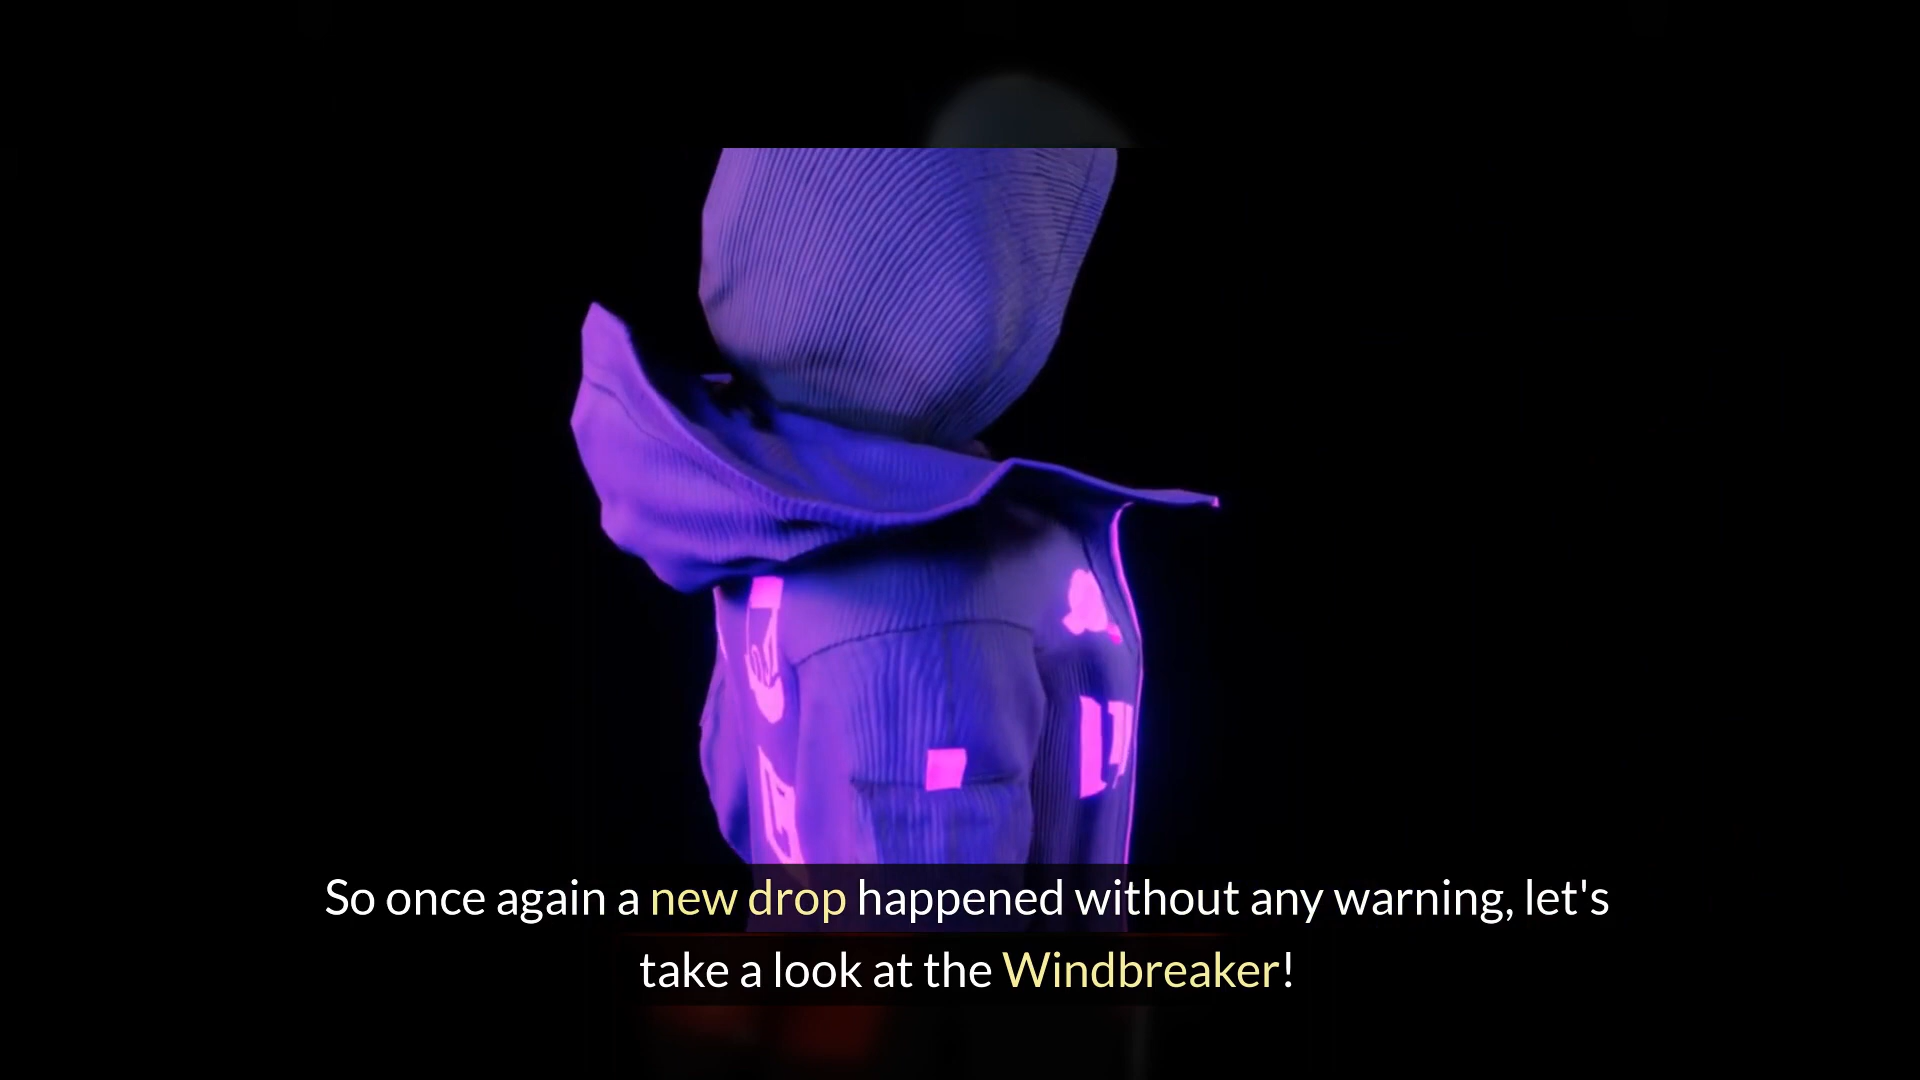 So once again a new drop happened without any warning, let's
take a look at the Windbreaker!